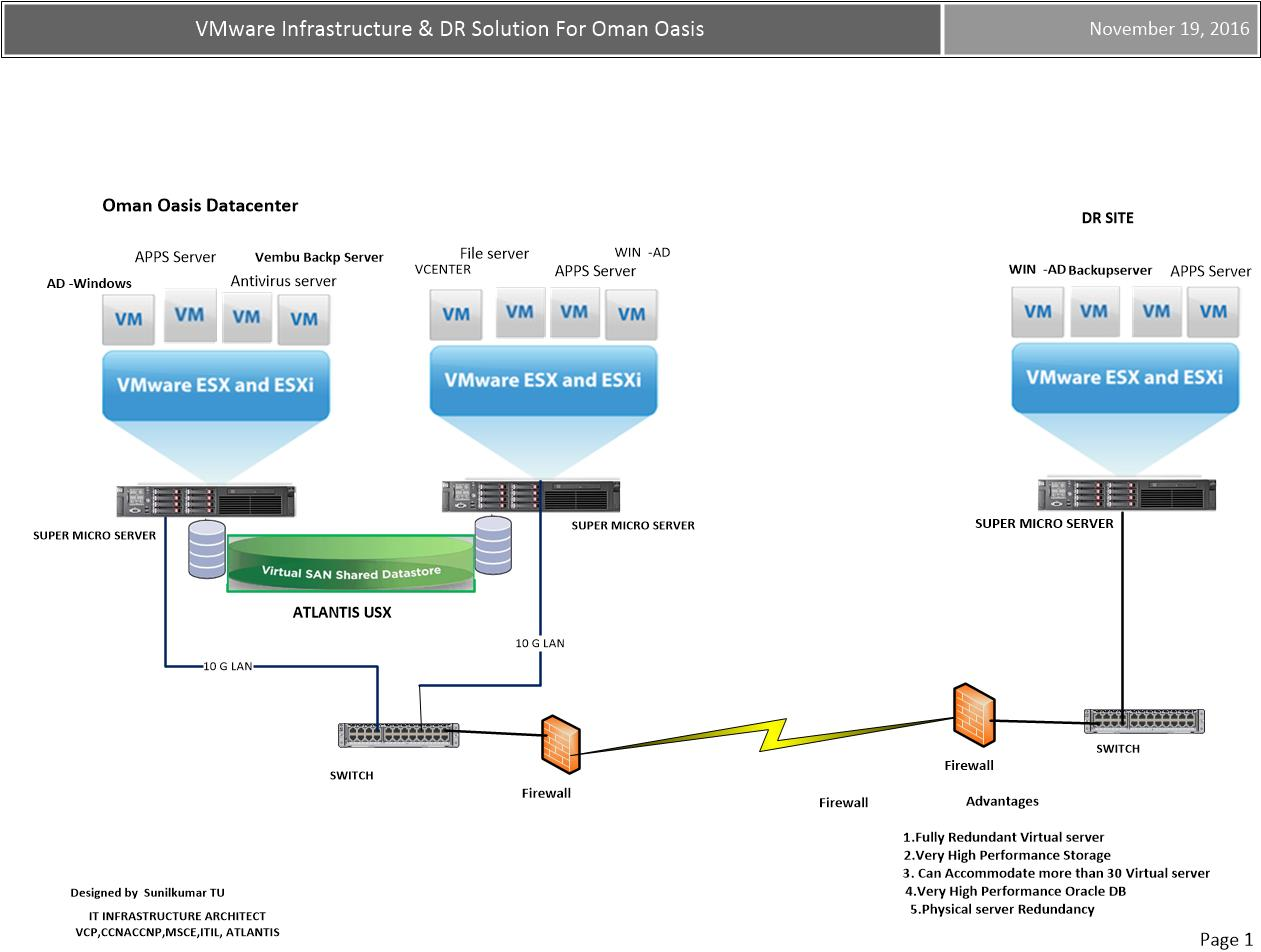 VMware Infrastructure & DR Solution For Oman Oasis
November 19, 2016
Oman Oasis Datacenter
DR SITE
APPS Server
Vembu Backp Server
AD -Windows
Antivirus server
File server
WIN -AD
VCENTER
APPS Server
WIN -AD
Backupserver
APPS Server
VM
VM
VM
VM
VM
VM
VM
VM
VM
VM
VM
VM
VMware ESX and ESXi
VMware ESX and ESXi
VMware ESX and ESXi
SUPER MICRO SERVER
SUPER MICRO SERVER
SUPER MICRO SERVER
Virtual SAN Shared Datastore
ATLANTIS USX
10 G LAN
10 G LAN
SWITCH
Firewall
Firewall
SWITCH
Firewall
Advantages
1.Fully Redundant Virtual server
2.Very High Performance Storage
3. Can Accommodate more than 30 Virtual server
4.Very High Performance Oracle DB
5.Physical server Redundancy
Designed by Sunilkumar TU
IT INFRASTRUCTURE ARCHITECT
VCP,CCNACCNP,MSCE,ITIL, ATLANTIS
Page 1